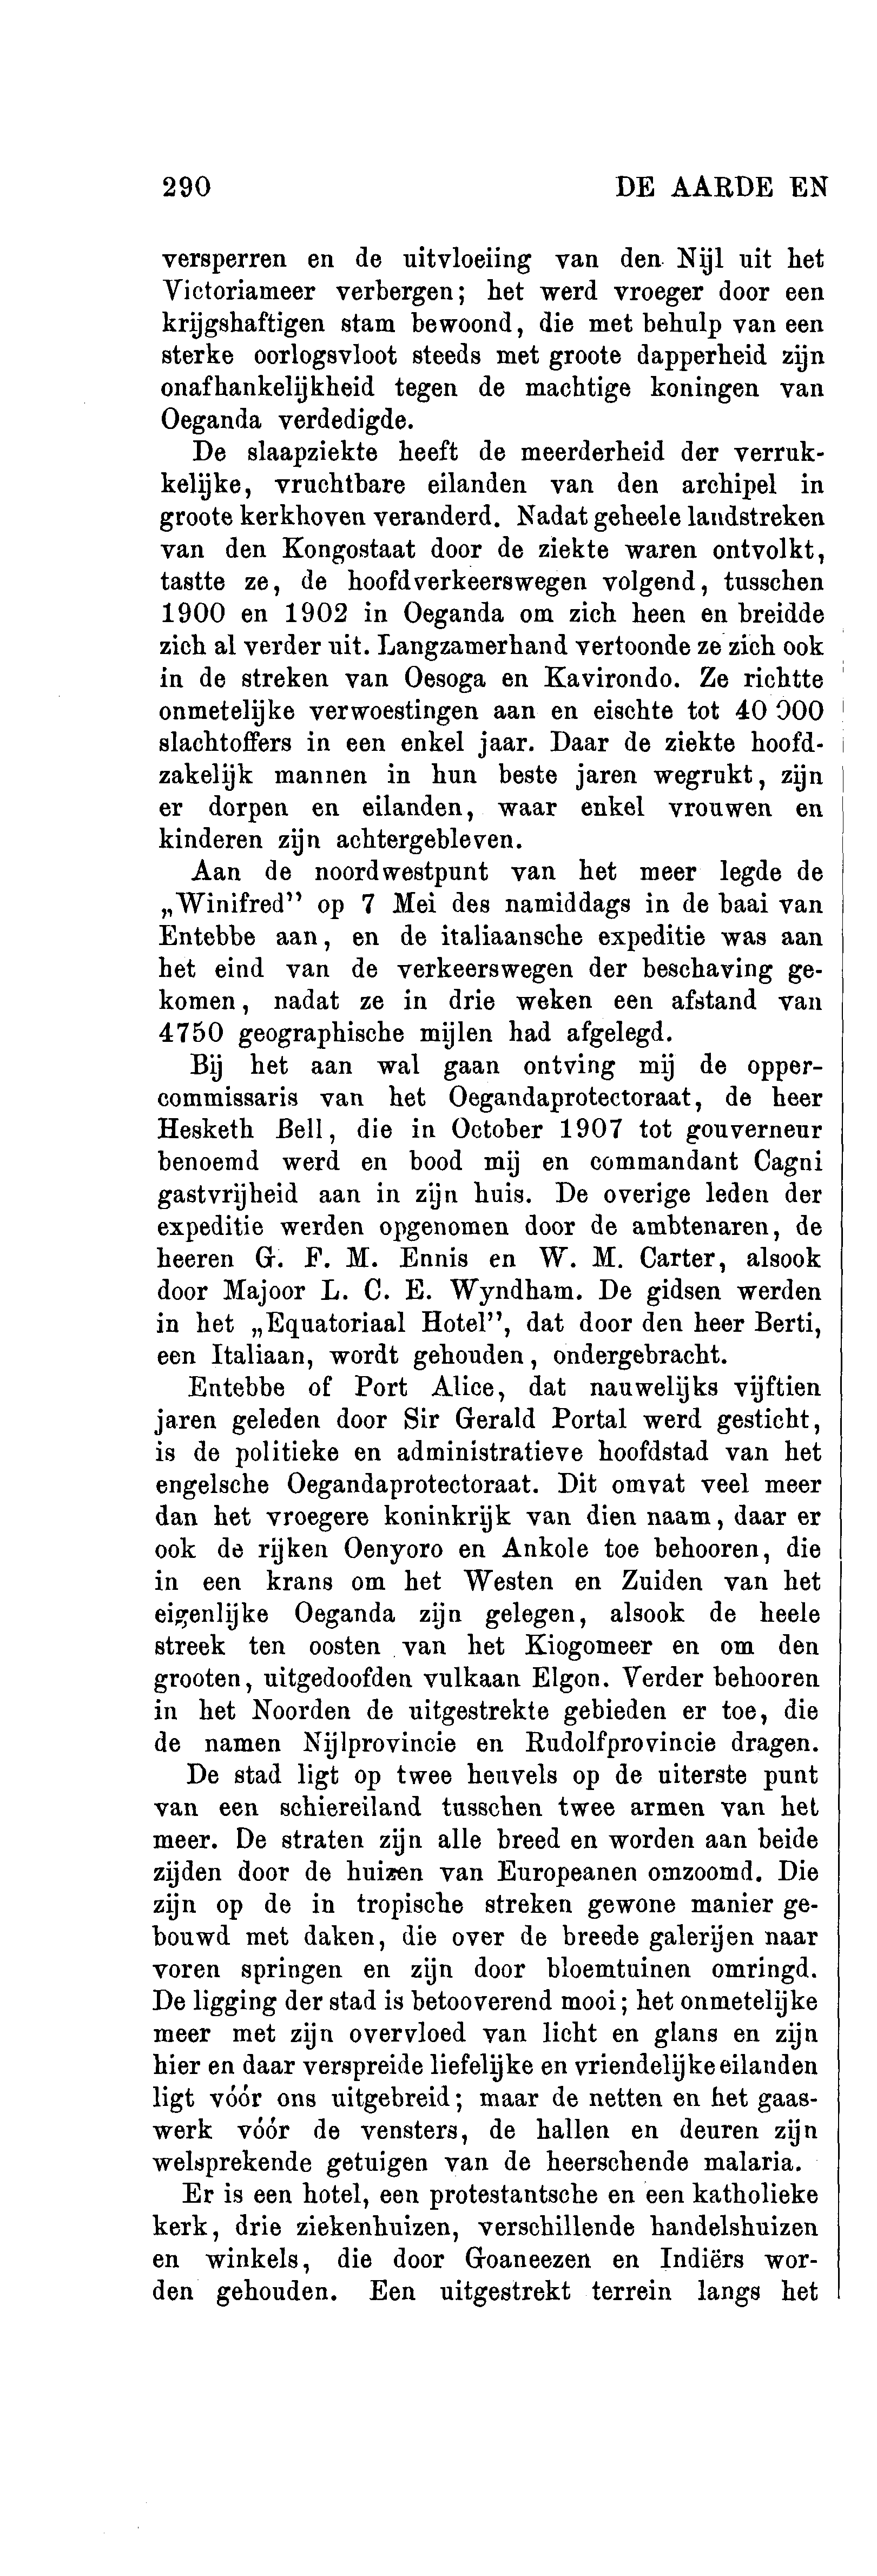 290 DE AARDE EN
versperren en de uitvloeiing van den Nijl uit het
Victoriameer verbergen; het werd vroeger door een
krijgshaftigen stam bewoond, die met behulp van een
sterke oorlogsvloot steeds met groote dapperheid zijn
onafhankelijkheid tegen de machtige koningen van
Oeganda verdedigde.
De slaapziekte heeft de meerderheid der verruk-
kelijke, vruchtbare eilanden van den archipel in
groote kerkhoven veranderd. Nadat geheele landstreken
van den Kongostaat door de ziekte waren ontvolkt,
tastte ze, de hoofdverkeerswegen volgend, tusschen
1900 en 1902 in Oeganda om zich heen en breidde
zich al verder uit. Langzamerhand vertoonde ze zich ook
in de streken van Oesoga en Kavirondo. Ze richtte
onmetelijke verwoestingen aan en eischte tot 40 000
slachtoffers in een enkel jaar. Daar de ziekte hoofd-
zakelijk mannen in hun beste jaren wegrukt, zijn
er dorpen en eilanden, waar enkel vrouwen en
kinderen zijn achtergebleven.
Aan de noordwestpunt van het meer legde de
„Winifred” op 7 Mei des namiddags in de baai van
Entebbe aan, en de italiaansche expeditie was aan
het eind van de verkeerswegen der beschaving ge-
komen, nadat ze in drie weken een afstand van
4750 geographische mijlen had afgelegd.
Bij het aan wal gaan ontving mij de opper-
commissaris van het Oegandaprotectoraat, de heer
Hesketh Bell, die in October 1907 tot gouverneur
benoemd werd en bood mij en commandant Cagni
gastvrijheid aan in zijn huis. De overige leden der
expeditie werden opgenomen door de ambtenaren, de
heeren G. F. M. Ennis en W. M. Carter, alsook
door Majoor L. C. E. Wyndham. De gidsen werden
in het „Equatoriaal Hotel”, dat door den heer Berti,
een Italiaan, wordt gehouden, ondergebracht.
Entebbe of Port Alice, dat nauwelijks vijftien
jaren geleden door Sir Gerald Portal werd gesticht,
is de politieke en administratieve hoofdstad van het
engelsche Oegandaprotectoraat. Dit omvat veel meer
dan het vroegere koninkrijk van dien naam, daar er
ook de rijken Oenyoro en Ankole toe behooren, die
in een krans om het Westen en Zuiden van het
eigenlijke Oeganda zijn gelegen, alsook de heele
streek ten oosten van het Kiogomeer en om den
grooten, uitgedoofden vulkaan Elgon. Verder behooren
in het Noorden de uitgestrekte gebieden er toe, die
de namen Nijlprovincie en Rudolfprovincie dragen.
De stad ligt op twee heuvels op de uiterste punt
van een schiereiland tusschen twee armen van het
meer. De straten zijn alle breed en worden aan beide
zijden door de huizen van Europeanen omzoomd. Die
zijn op de in tropische streken gewone manier ge-
bouwd met daken, die over de breede galerijen naar
voren springen en zijn door bloemtuinen omringd.
De ligging der stad is betooverend mooi; het onmetelijke
meer met zijn overvloed van licht en glans en zijn
hier en daar verspreide liefelijke en vriendelijke eilanden
ligt vóór ons uitgebreid; maar de netten en het gaas-
werk vóór de vensters, de hallen en deuren zijn
welsprekende getuigen van de heerschende malaria.
Er is een hotel, een protestantsche en een katholieke
kerk, drie ziekenhuizen, verschillende handelshuizen
en winkels, die door Goaneezen en Indiërs wor-
den gehouden. Een uitgestrekt terrein langs het